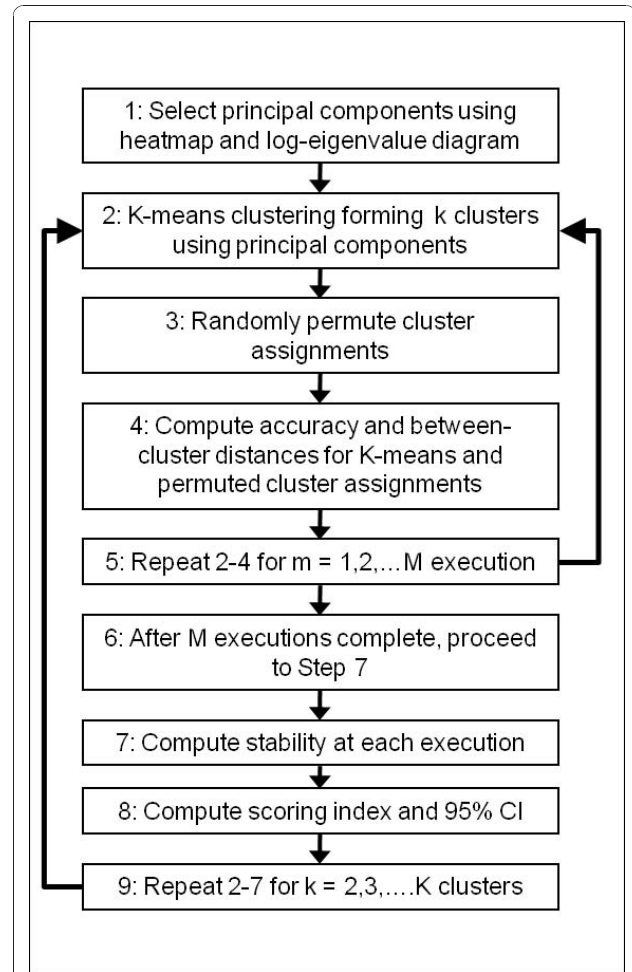 1: Select principal components using
heatmap and log-eigenvalue diagram
2: K-means clustering forming k clusters
using principal components
3: Randomly permute cluster
assignments
4: Compute accuracy and between-
cluster distances for K-means and
permuted cluster assignments
5: Repeat 2-4 for m = 1,2,...M execution
6: After M executions complete, proceed
to Step 7
7: Compute stability at each execution
8: Compute scoring index and 95% CI
9: Repeat 2-7 for k = 2,3,....K clusters